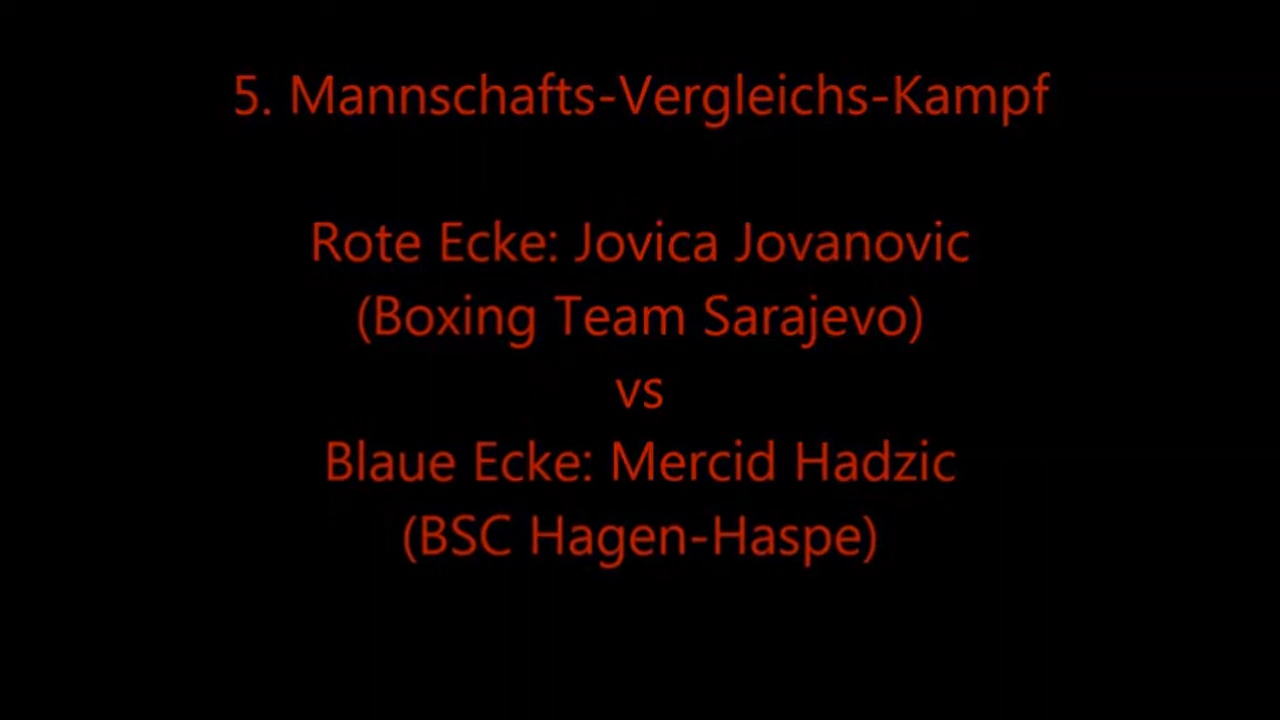 5. Mannschafts-Vergleichs-Kampf
Rote Ecke: Jovica Jovanovic
(Boxing Team Sarajevo)
vs
Blaue Ecke: Mercid Hadzic
(BSC Hagen-Haspe)